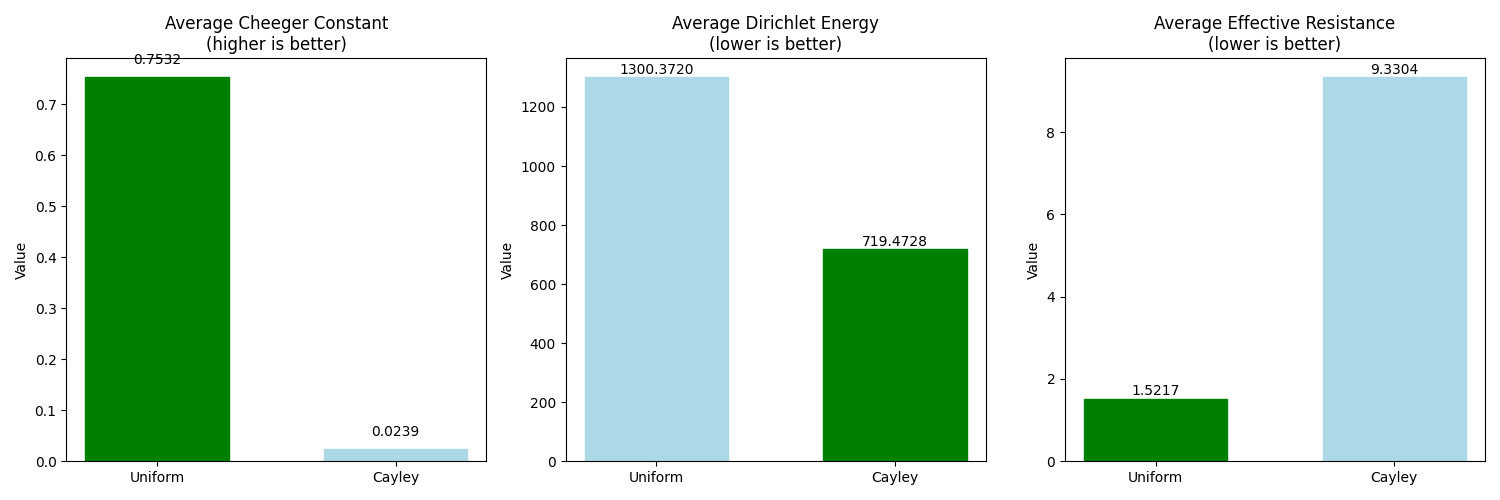 Average Cheeger Constant
(higher is better)
0.7532
0.0239
Value
0.7
0.6
0.5
0.4
0.3
0.2
0.1
0.0
Uniform
Cayley
Average Dirichlet Energy
(lower is better)
1300.3720
719.4728
Value
1200
1000
800
600
400
200
0
Uniform
Cayley
Average Effective Resistance
(lower is better)
9.3304
1.5217
Value
8
6
4
2
0
Uniform
Cayley